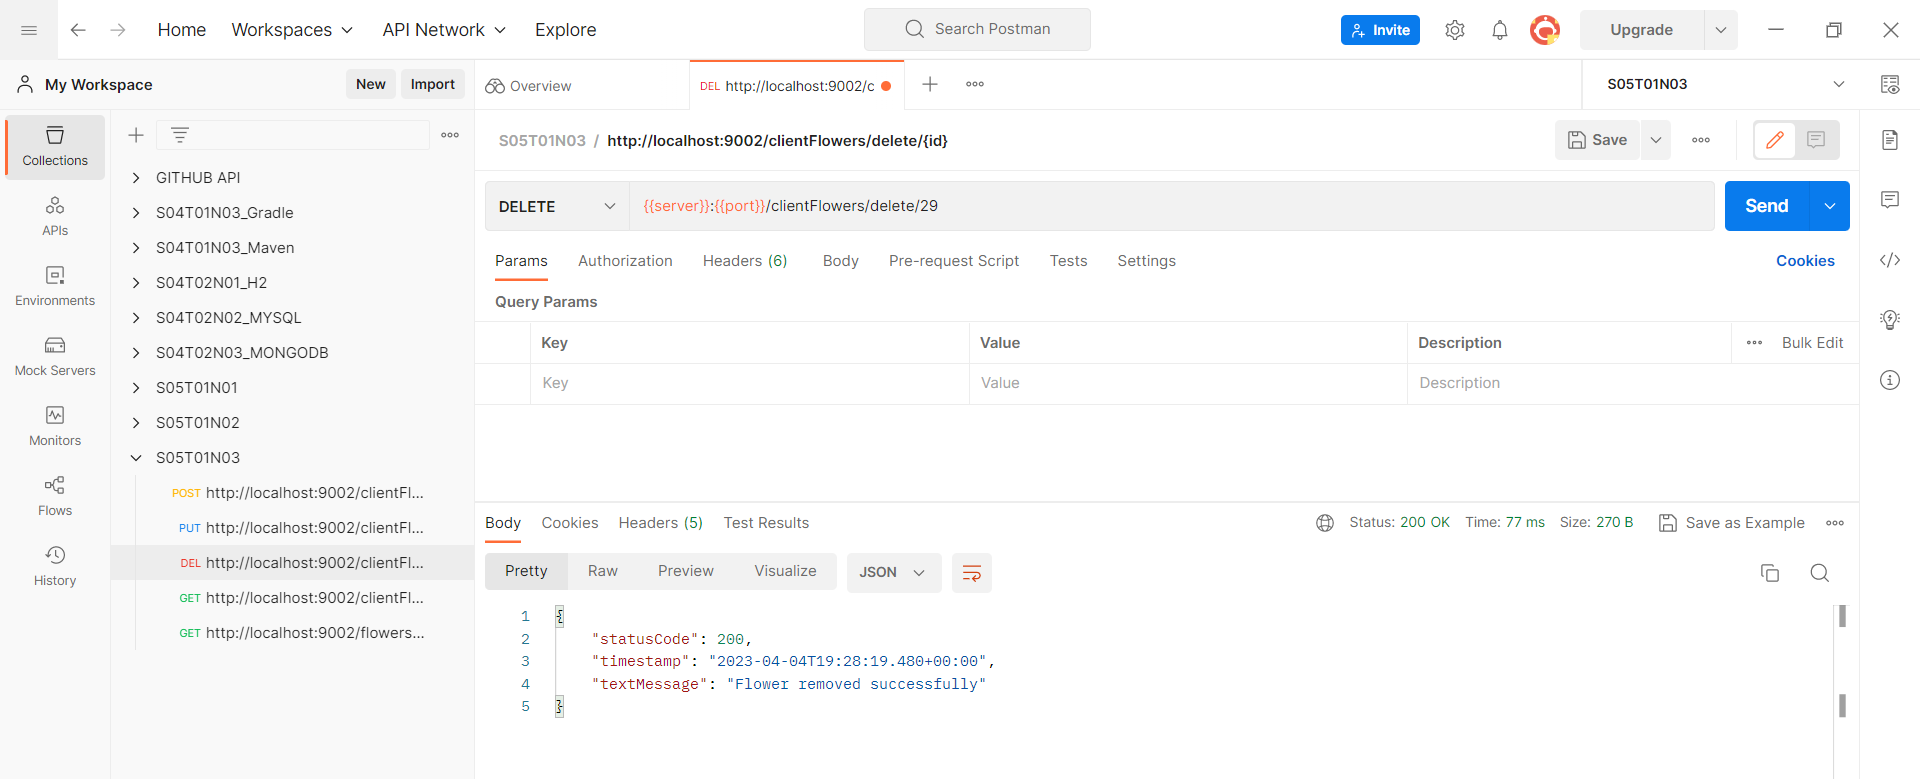 Home Workspaces API Network Explore Search Postman Invite Upgrade
My Workspace New Import Overview DEL http://localhost:9002/c S05T01N03
Collections
APIs
Environments
Mock Servers
Monitors
Flows
History
GITHUB API
S04T01N03_Gradle
S04T01N03_Maven
S04T02N01_H2
S04T02N02_MYSQL
S04T02N03_MONGODB
S05T01N01
S05T01N02
S05T01N03
POST http://localhost:9002/clientFl...
PUT http://localhost:9002/clientFl...
DEL http://localhost:9002/clientFl...
GET http://localhost:9002/clientFl...
GET http://localhost:9002/flowers...
S05T01N03 / http://localhost:9002/clientFlowers/delete/{id} Save
DELETE {{server}}:{{port}}/clientFlowers/delete/29 Send
Params Authorization Headers (6) Body Pre-request Script Tests Settings Cookies
Query Params
Key Value Description Bulk Edit
Key Value Description
Body Cookies Headers (5) Test Results Status: 200 OK Time: 77 ms Size: 270 B Save as Example
Pretty Raw Preview Visualize JSON
1 {
2 "statusCode": 200,
3 "timestamp": "2023-04-04T19:28:19.480+00:00",
4 "textMessage": "Flower removed successfully"
5 }